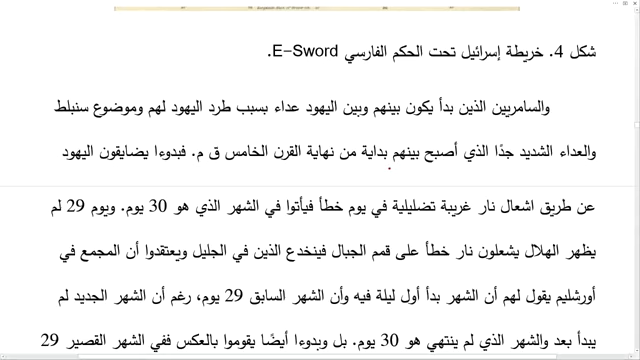 شكل 4. خريطة إسرائيل تحت الحكم الفارسي E-Sword.
والسامريين الذين بدأ يكون بينهم وبين اليهود عداء بسبب طرد اليهود لهم وموضوع سنبلط
والعداء الشديد جدًا الذي أصبح بينهم بداية من نهاية القرن الخامس ق م. فبدوءا يضايقون اليهود
عن طريق اشعال نار غريبة تضليلية في يوم خطأ فيأتوا في الشهر الذي هو 30 يوم. ويوم 29 لم
يظهر الهلال يشعلون نار خطأ على قمم الجبال فينخدع الذين في الجليل ويعتقدوا أن المجمع في
أورشليم يقول لهم أن الشهر بدأ أول ليلة فيه وأن الشهر السابق 29 يوم، رغم أن الشهر الجديد لم
يبدأ بعد والشهر الذي لم ينتهي هو 30 يوم. بل وبدوءا أيضًا يقوموا بالعكس ففي الشهر القصير 29